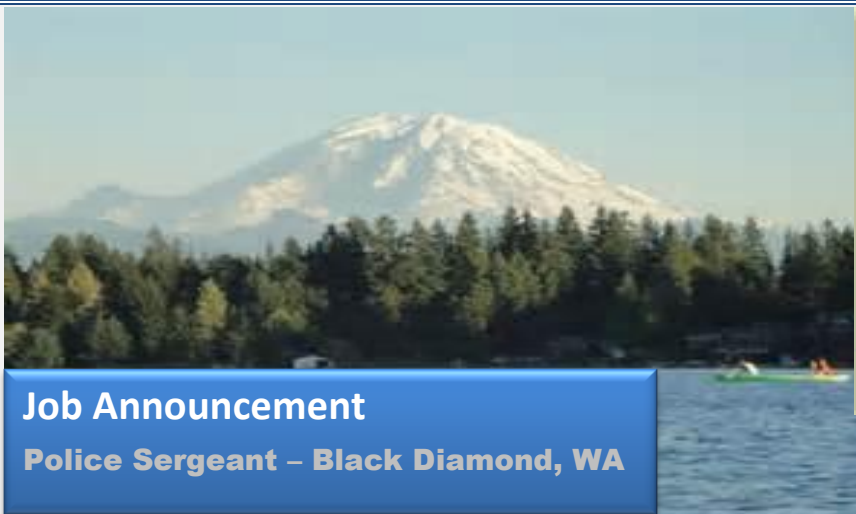 Job Announcement
Police Sergeant – Black Diamond, WA